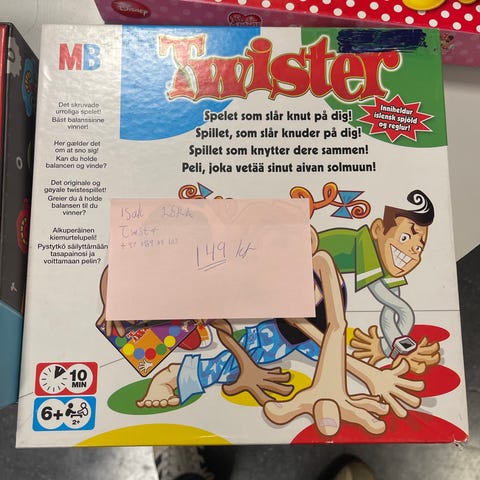 Disney
MB
Twister
Spelet som slår knut på dig!
Spillet, som slår knuder på dig!
Spillet som knytter dere sammen!
Peli, joka vetää sinut aivan solmuun!
Inniheldur
íslensk spjöld
og reglur!
Det skruvade
urroliga spelet!
Bäst balanssinne
vinner!
Her gælder det
om at sno sig!
Kan du holde
balancen og vinde?
Det originale og
gøyale twistespillet!
Greier du å holde
balansen til du
vinner?
Alkuperäinen
kiemurtelupeli!
Pystytkö säilyttämään
tasapainosi ja
voittamaan pelin?
149 kr
10
MIN
6+
2+